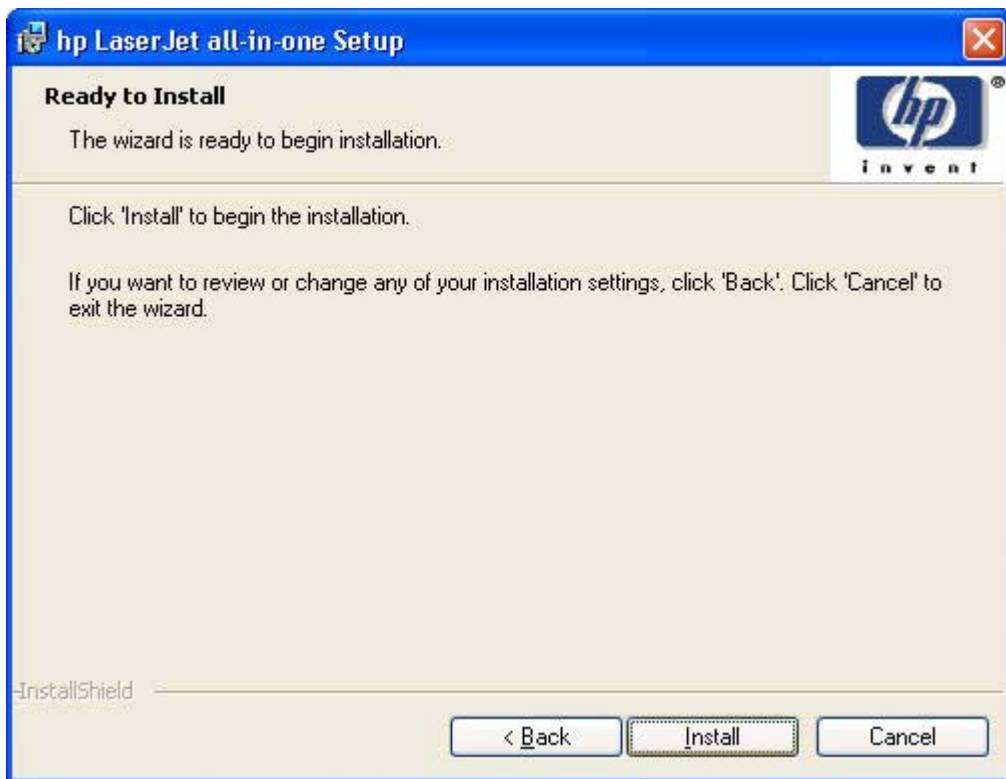 hp LaserJet all-in-one Setup
Ready to Install
The wizard is ready to begin installation.
hp
®
invent
Click 'Install' to begin the installation.
If you want to review or change any of your installation settings, click 'Back'. Click 'Cancel' to
exit the wizard.
InstallShield
< Back
Install
Cancel